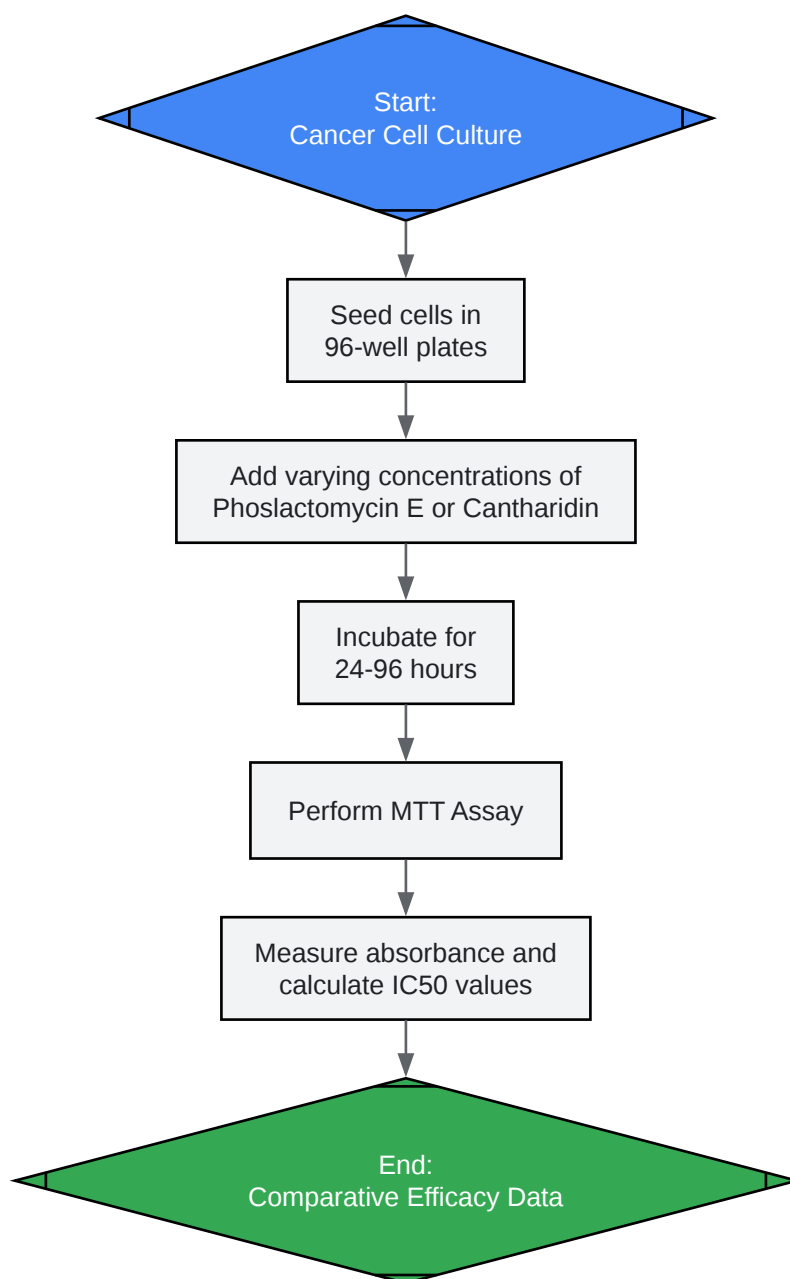 Start:
Cancer Cell Culture
Seed cells in
96-well plates
Add varying concentrations of
Phoslactomycin E or Cantharidin
Incubate for
24-96 hours
Perform MTT Assay
Measure absorbance and
calculate IC50 values
End:
Comparative Efficacy Data